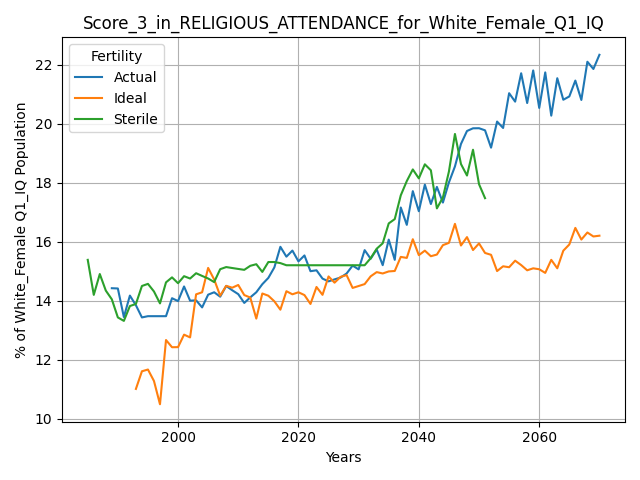 Score_3_in_RELIGIOUS_ATTENDANCE_for_White_Female_Q1_IQ
Fertility
Actual
Ideal
Sterile
% of White_Female Q1_IQ Population
22
20
18
16
14
12
10
2000
2020
2040
2060
Years